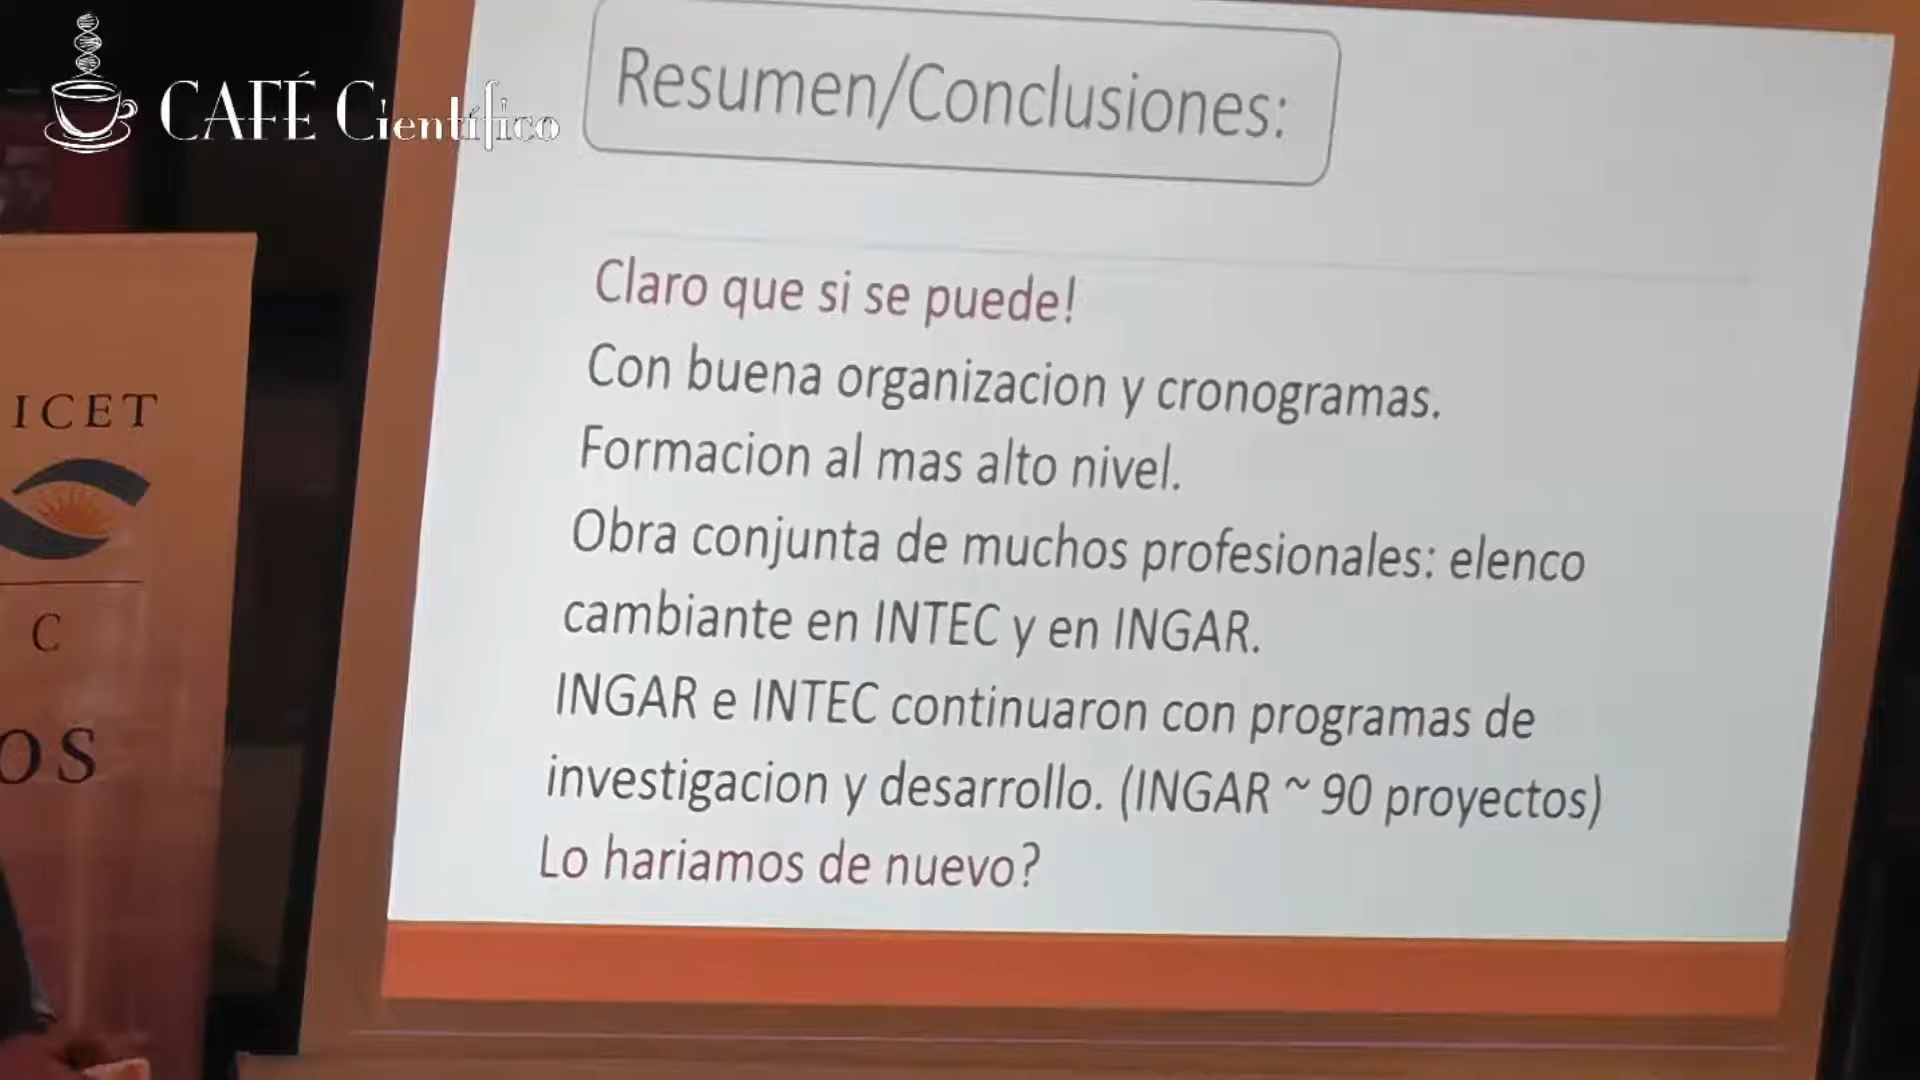 CAFÉ Científico
Resumen/Conclusiones:
Claro que si se puede!
Con buena organizacion y cronogramas.
Formacion al mas alto nivel.
Obra conjunta de muchos profesionales: elenco
cambiante en INTEC y en INGAR.
INGAR e INTEC continuaron con programas de
investigacion y desarrollo. (INGAR ~ 90 proyectos)
Lo hariamos de nuevo?
ICET
C
OS